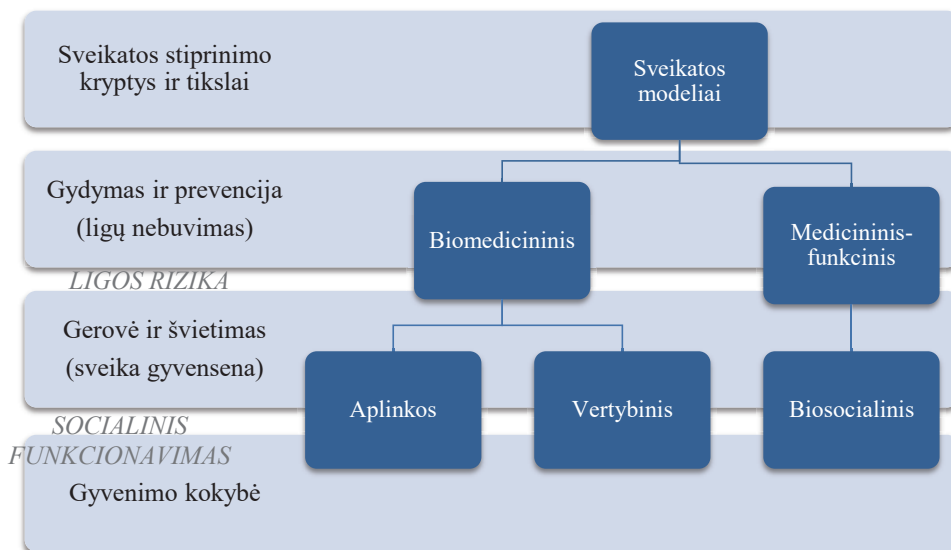 Sveikatos stiprinimo
kryptys ir tikslai
Sveikatos
modeliai
Gydymas ir prevencija
(ligų nebuvimas)
Biomedicininis
Medicininis-
funkcinis
LIGOS RIZIKA
Gerovė ir švietimas
(sveika gyvensena)
Aplinkos
Vertybinis
Biosocialinis
SOCIALINIS
FUNKCIONAVIMAS
Gyvenimo kokybė